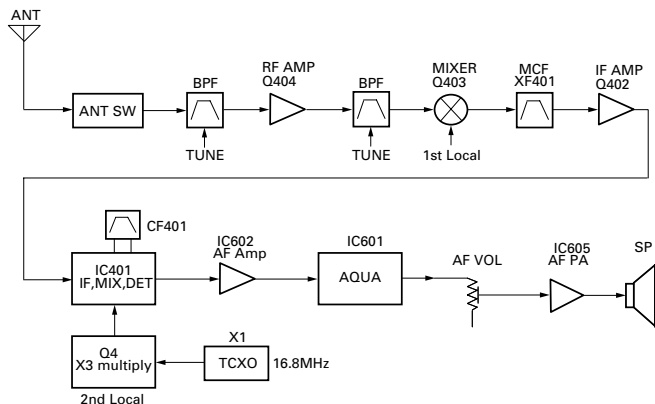 ANT
ANT SW
BPF
TUNE
RF AMP
Q404
BPF
TUNE
MIXER
Q403
1st Local
MCF
XF401
IF AMP
Q402
CF401
IC401
IF,MIX,DET
IC602
AF Amp
IC601
AQUA
AF VOL
IC605
AF PA
SP
Q4
X3 multiply
2nd Local
X1
TCXO
16.8MHz